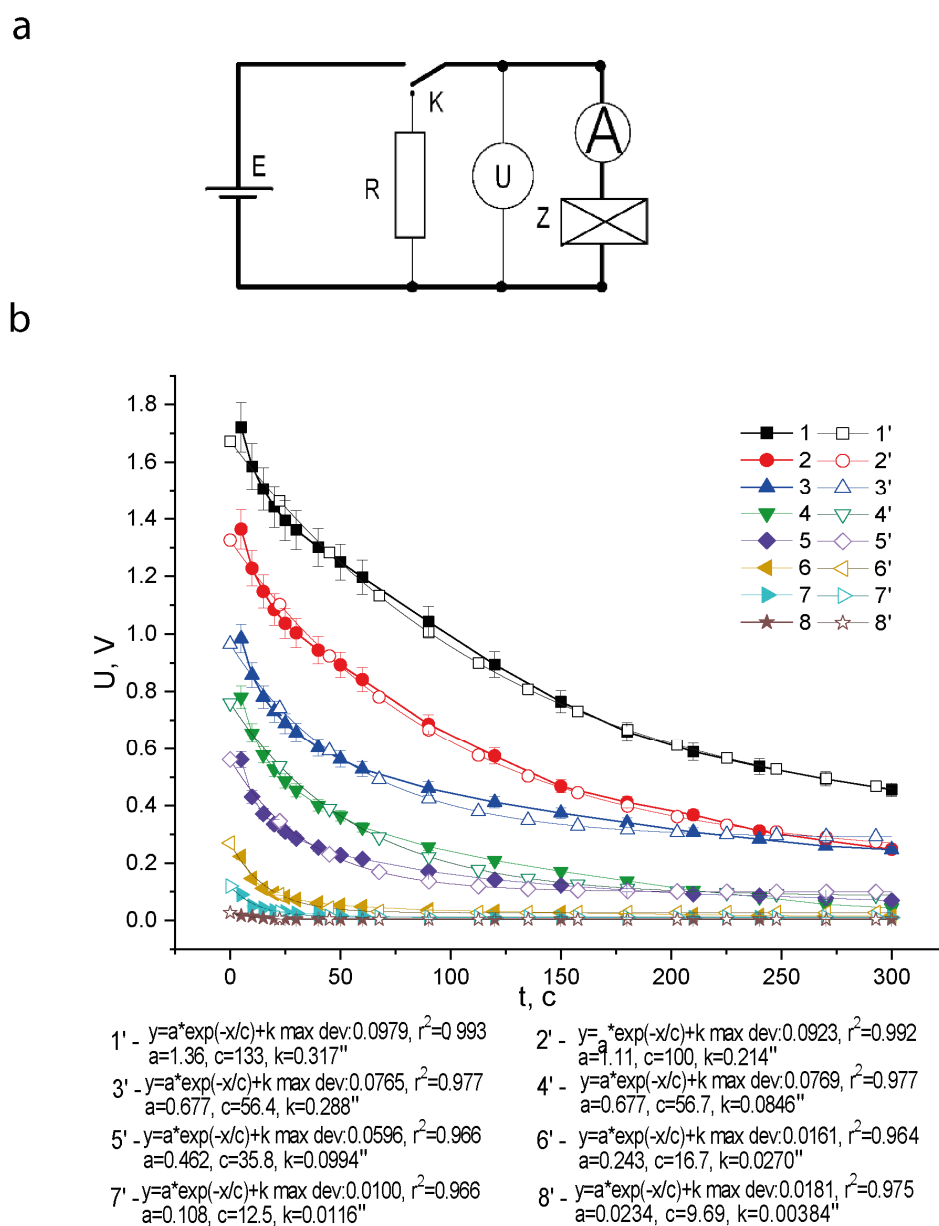 a
K
E
R
U
A
Z
b
1.8
1.6
1.4
1.2
1.0
0.8
0.6
0.4
0.2
0.0
U, V
1 1'
2 2'
3 3'
4 4'
5 5'
6 6'
7 7'
8 8'
0 50 100 150 200 250 300
t, c
1' - y=a*exp(-x/c)+k max dev:0.0979, r²=0.993
a=1.36, c=133, k=0.317"
2' - y=a*exp(-x/c)+k max dev:0.0923, r²=0.992
a=1.11, c=100, k=0.214"
3' - y=a*exp(-x/c)+k max dev:0.0765, r²=0.977
a=0.677, c=56.4, k=0.288"
4' - y=a*exp(-x/c)+k max dev:0.0769, r²=0.977
a=0.677, c=56.7, k=0.0846"
5' - y=a*exp(-x/c)+k max dev:0.0596, r²=0.966
a=0.462, c=35.8, k=0.0994"
6' - y=a*exp(-x/c)+k max dev:0.0161, r²=0.964
a=0.243, c=16.7, k=0.0270"
7' - y=a*exp(-x/c)+k max dev:0.0100, r²=0.966
a=0.108, c=12.5, k=0.0116"
8' - y=a*exp(-x/c)+k max dev:0.0181, r²=0.975
a=0.0234, c=9.69, k=0.00384"